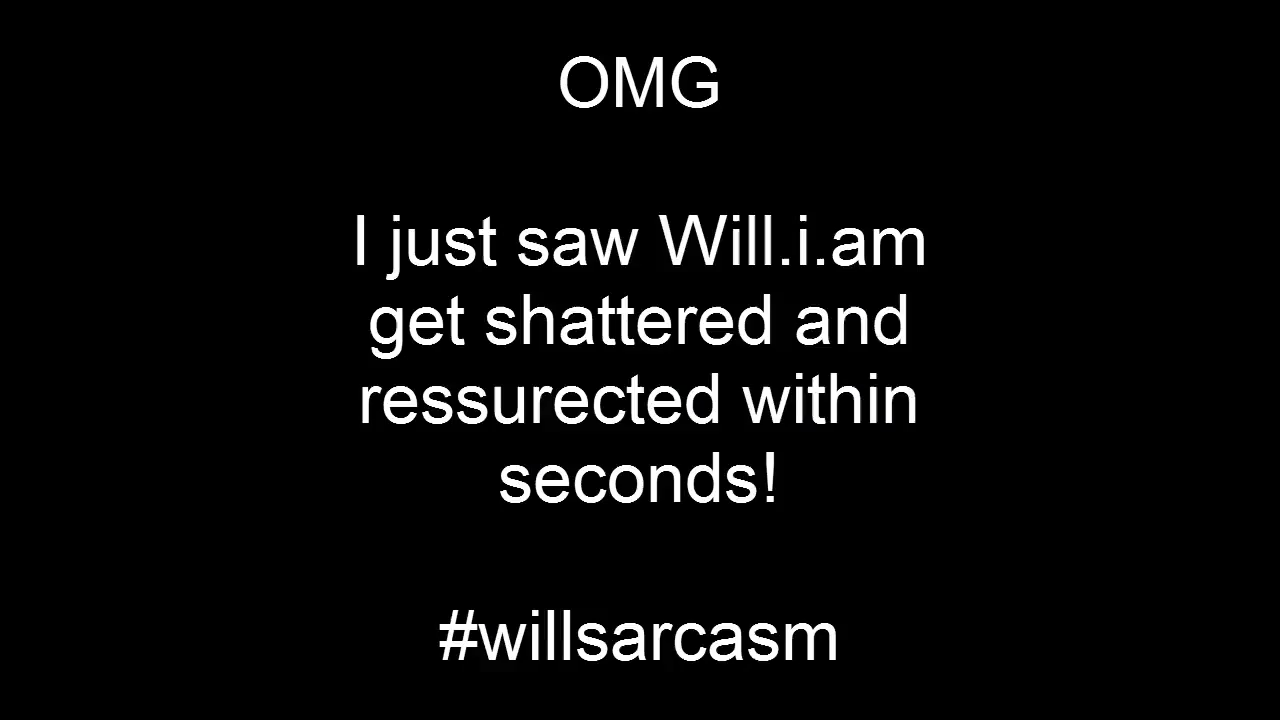 OMG
I just saw Will.i.am
get shattered and
ressurected within
seconds!
#willsarcasm